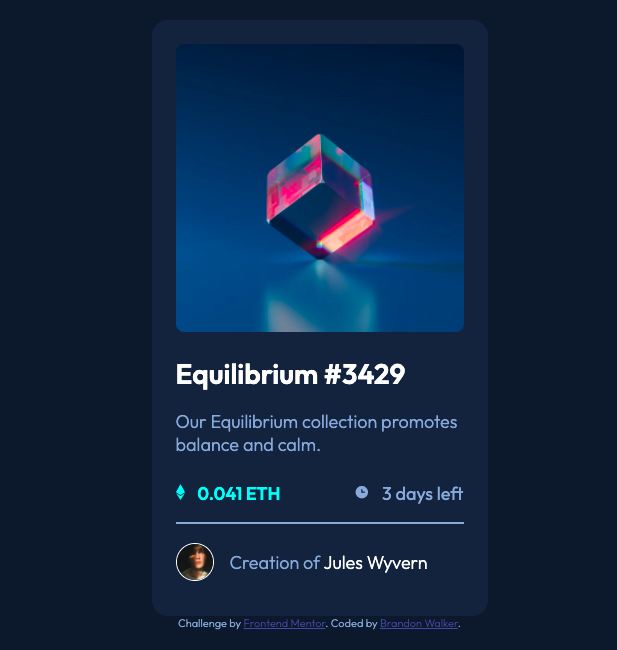 Equilibrium #3429
Our Equilibrium collection promotes
balance and calm.
0.041 ETH
3 days left
Creation of Jules Wyvern
Challenge by Frontend Mentor. Coded by Brandon Walker.